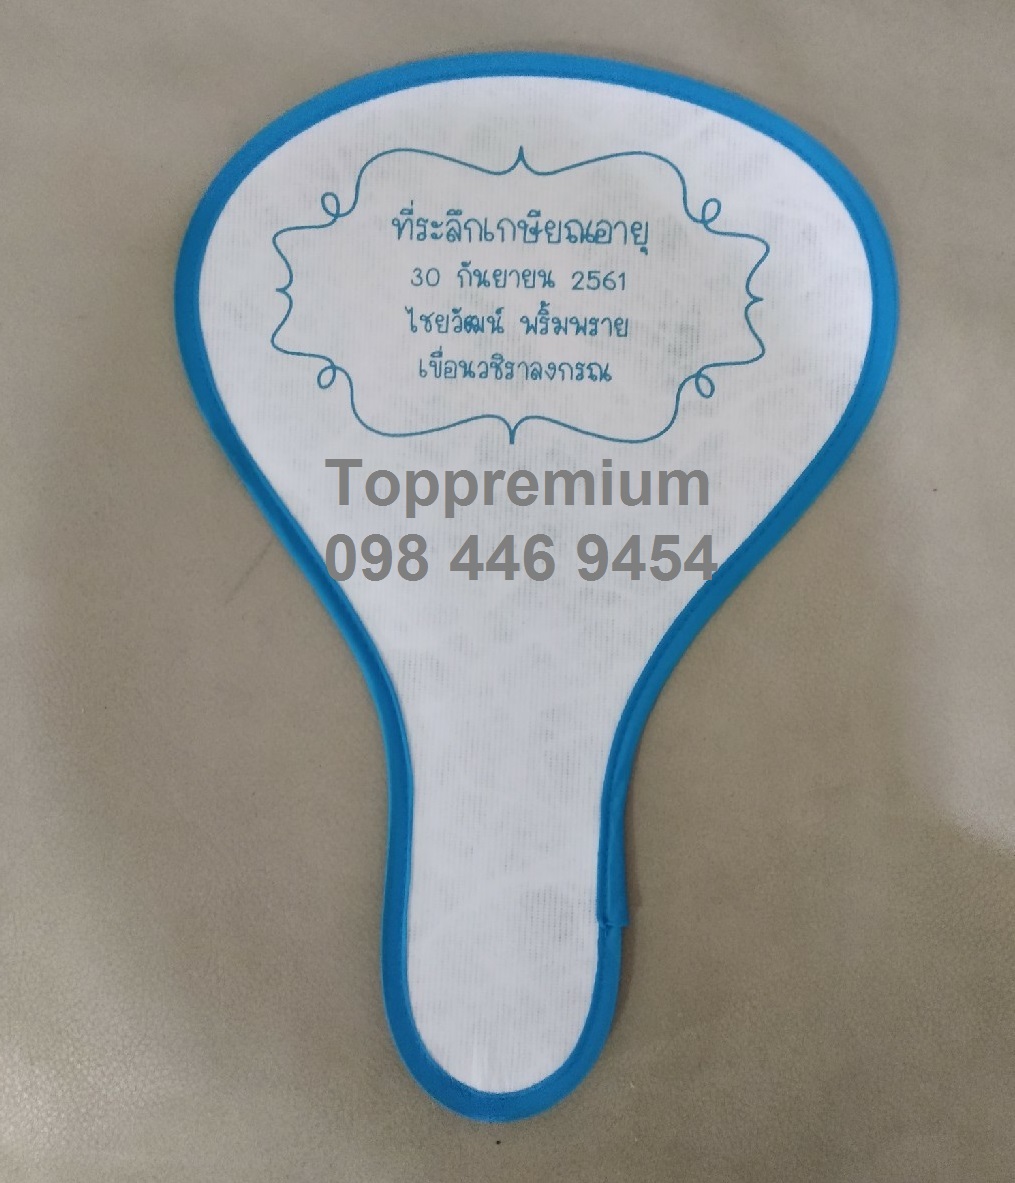 ที่ระลึกเกษียณอายุ
30 กันยายน 2561
ไชยวัฒน์ พริ้มพราย
เขื่อนวชิราลงกรณ
Toppremium
098 446 9454